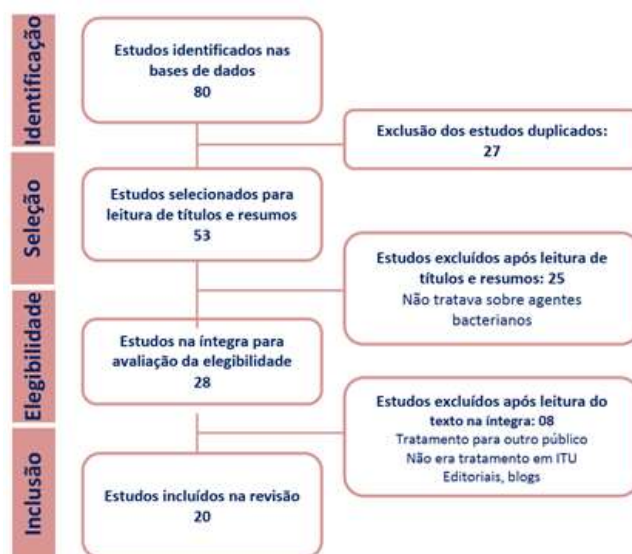 Identificação
Estudos identificados nas
bases de dados
80
Exclusão dos estudos duplicados:
27
Seleção
Estudos selecionados para
leitura de títulos e resumos
53
Estudos excluídos após leitura de
títulos e resumos: 25
Não tratava sobre agentes
bacterianos
Elegibilidade
Estudos na íntegra para
avaliação da elegibilidade
28
Estudos excluídos após leitura do
texto na íntegra: 08
Tratamento para outro público
Não era tratamento em ITU
Editoriais, blogs
Inclusão
Estudos incluídos na revisão
20